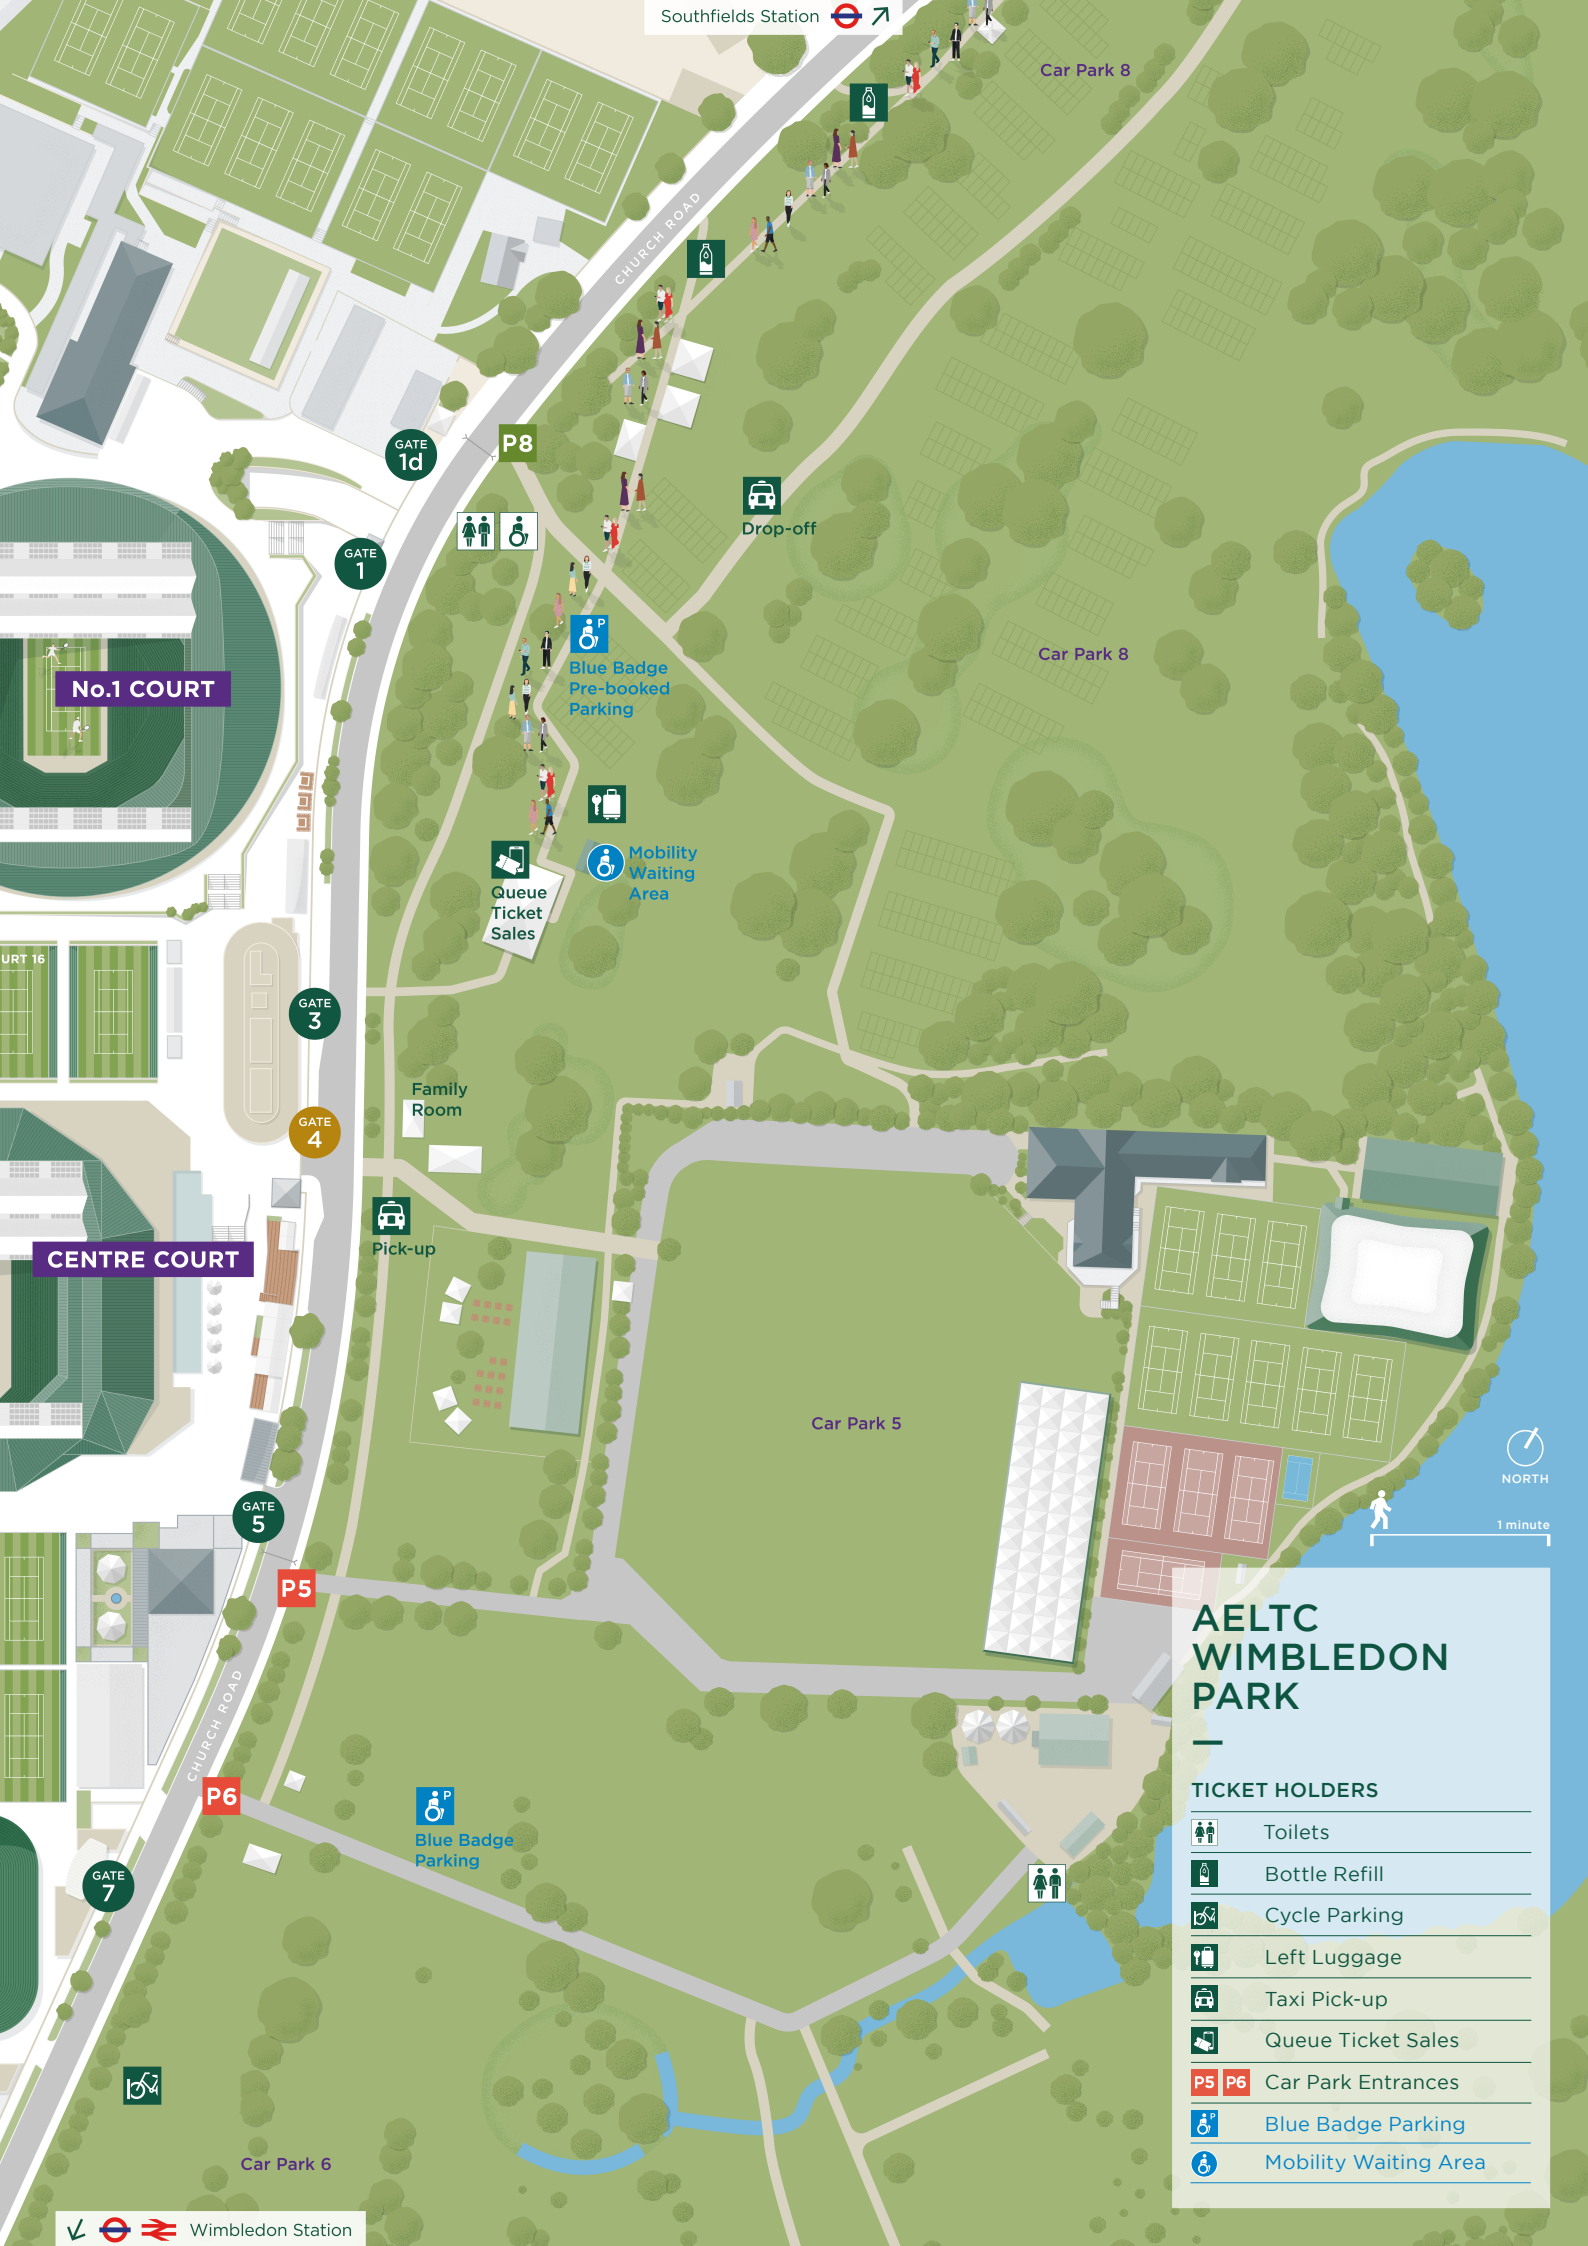 Southfields Station
Car Park 8
CHURCH ROAD
P8
GATE
1d
GATE
1
Drop-off
No.1 COURT
Blue Badge
Pre-booked
Parking
Car Park 8
Mobility
Waiting
Area
Queue
Ticket
Sales
URT 16
GATE
3
Family
Room
GATE
4
Pick-up
CENTRE COURT
Car Park 5
NORTH
1 minute
GATE
5
P5
CHURCH ROAD
P6
Blue Badge
Parking
GATE
7
Car Park 6
Wimbledon Station
AELTC
WIMBLEDON
PARK
TICKET HOLDERS
Toilets
Bottle Refill
Cycle Parking
Left Luggage
Taxi Pick-up
Queue Ticket Sales
P5 P6 Car Park Entrances
P Blue Badge Parking
Mobility Waiting Area